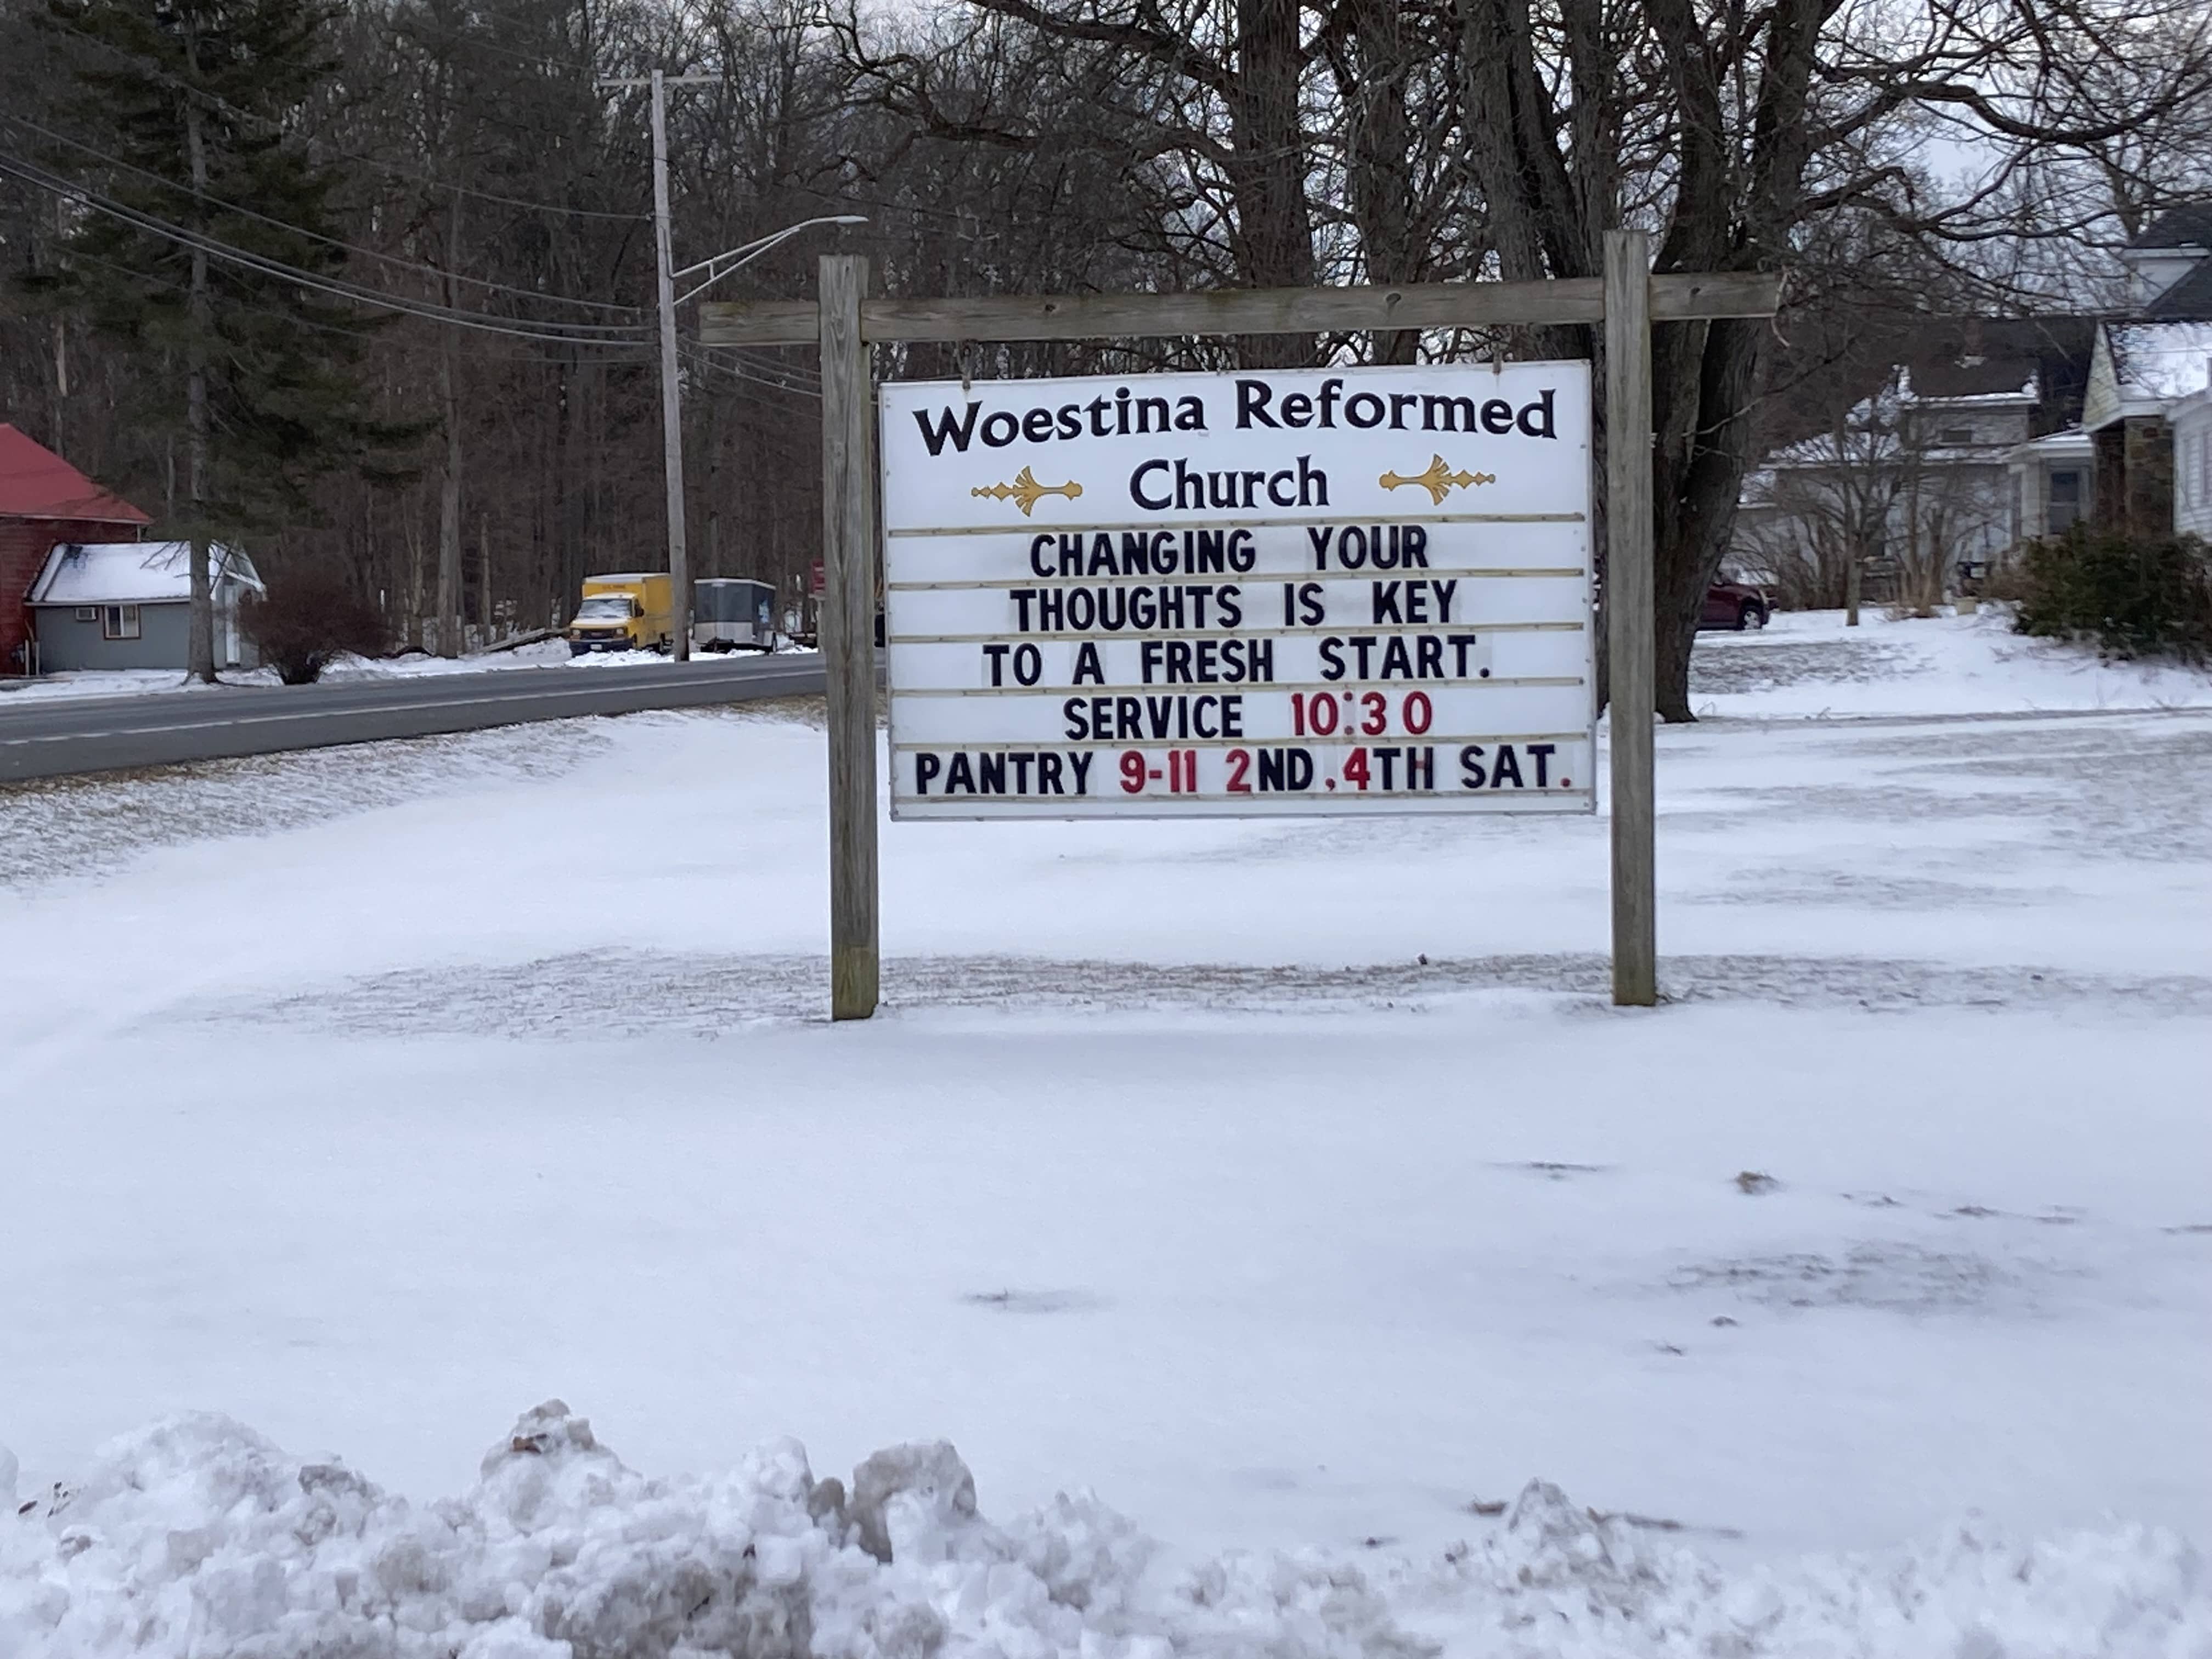 Woestina Reformed
Church
CHANGING YOUR
THOUGHTS IS KEY
TO A FRESH START.
SERVICE 10:30
PANTRY 9-11 2ND,4TH SAT.